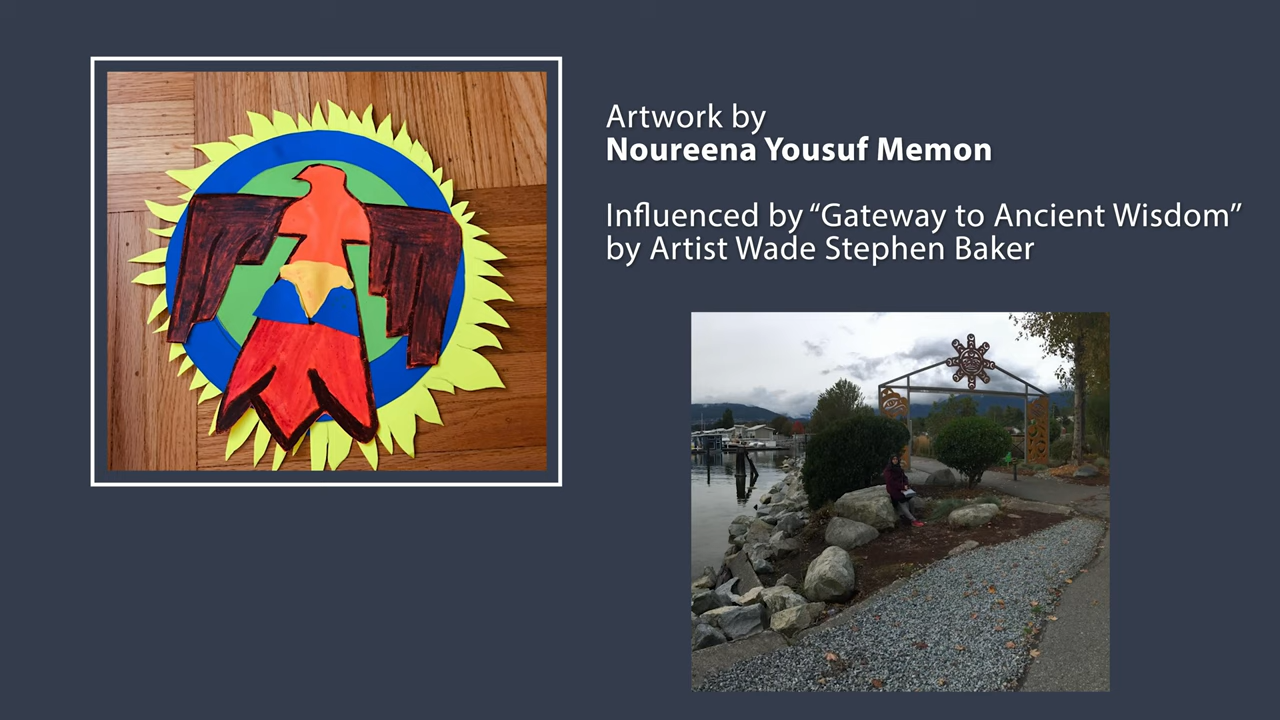 Artwork by
Noureena Yousuf Memon
Influenced by “Gateway to Ancient Wisdom”
by Artist Wade Stephen Baker